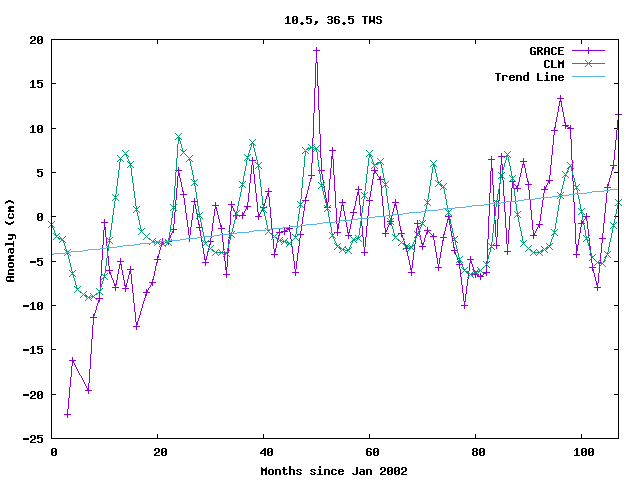 10.5, 36.5 TWS
GRACE
CLM
Trend Line
20
15
10
5
0
-5
-10
-15
-20
-25
Anomaly (cm)
0 20 40 60 80 100
Months since Jan 2002